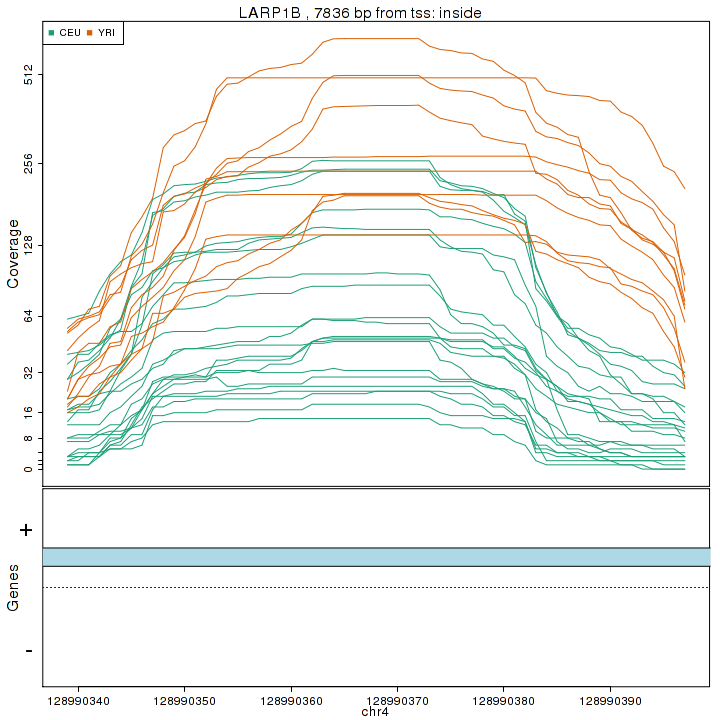 LARP1B , 7836 bp from tss: inside
CEU YRI
Coverage
512
256
128
64
32
16
8
0
Genes
+
-
128990340 128990350 128990360 128990370 128990380 128990390
chr4